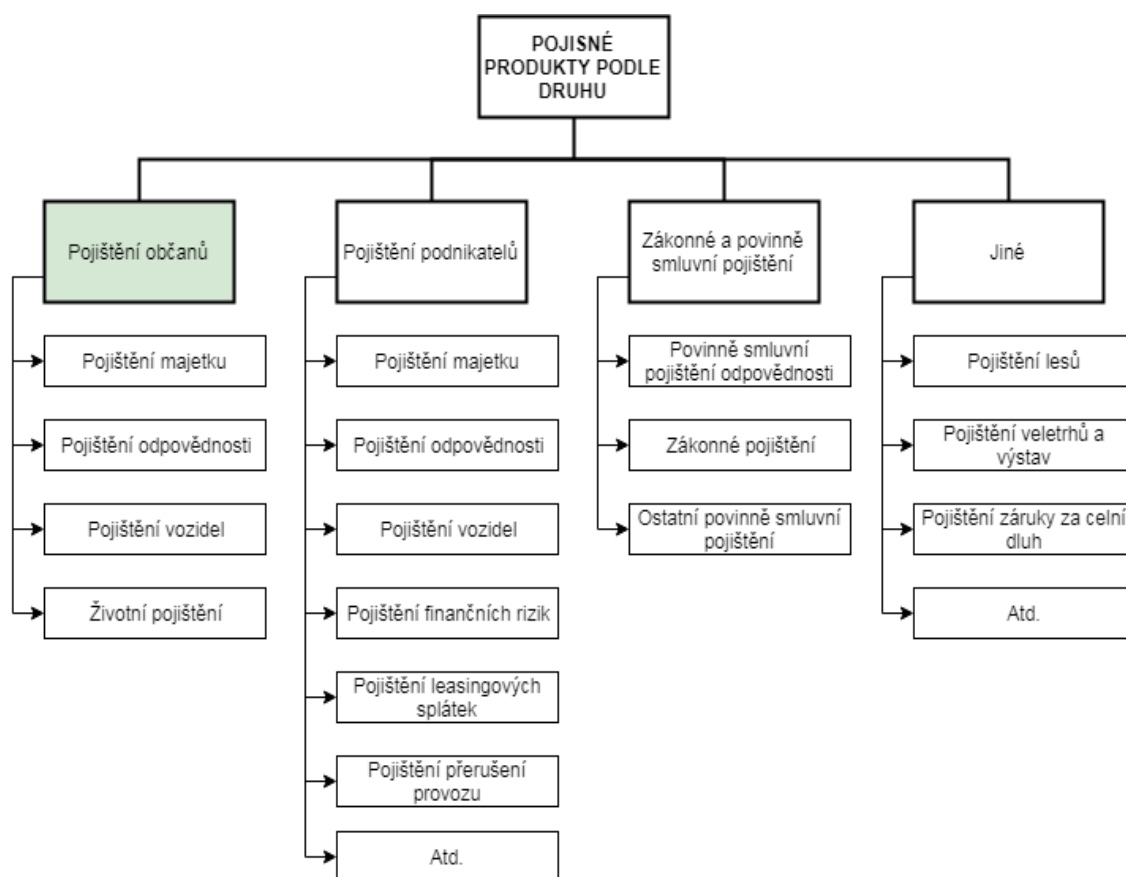 POJISNÉ
PRODUKTY PODLE
DRUHU
Pojištění občanů
Pojištění majetku
Pojištění odpovědnosti
Pojištění vozidel
Životní pojištění
Pojištění podnikatelů
Pojištění majetku
Pojištění odpovědnosti
Pojištění vozidel
Pojištění finančních rizik
Pojištění leasingových
splátek
Pojištění přerušení
provozu
Atd.
Zákonné a povinně
smluvní pojištění
Povinně smluvní
pojištění odpovědnosti
Zákonné pojištění
Ostatní povinně smluvní
pojištění
Jiné
Pojištění lesů
Pojištění veletrhů a
výstav
Pojištění záruky za celní
dluh
Atd.